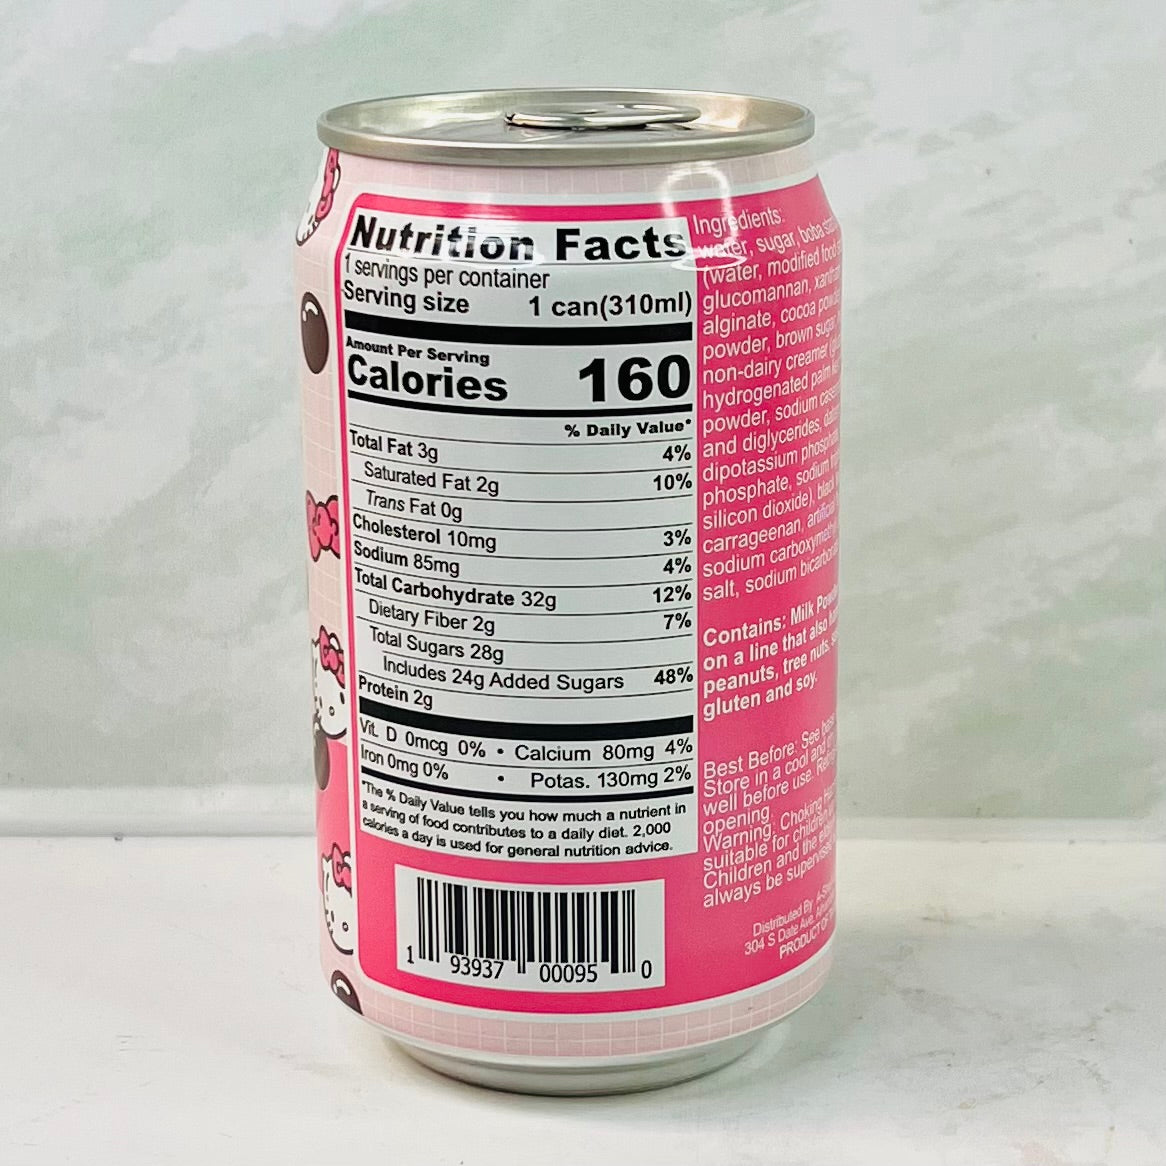 Nutrition Facts
1 servings per container
Serving size 1 can(310ml)
Amount Per Serving
Calories 160
% Daily Value*
Total Fat 3g 4%
Saturated Fat 2g 10%
Trans Fat 0g
Cholesterol 10mg 3%
Sodium 85mg 4%
Total Carbohydrate 32g 12%
Dietary Fiber 2g 7%
Total Sugars 28g
Includes 24g Added Sugars 48%
Protein 2g
Vit. D 0mcg 0% • Calcium 80mg 4%
Iron 0mg 0% • Potas. 130mg 2%
*The % Daily Value tells you how much a nutrient in
a serving of food contributes to a daily diet. 2,000
calories a day is used for general nutrition advice.
1 93937 00095 0
Ingredients:
water, sugar, boba
(water, modified food
glucomannan,
alginate, cocoa
powder, brown sugar,
non-dairy creamer
hydrogenated palm
powder, sodium
and diglycerides,
dipotassium
phosphate, sodium
silicon dioxide), black
carrageenan,
sodium
salt, sodium
Contains: Milk
on a line that also
peanuts, tree nuts,
gluten and soy.
Best Before: See
Store in a cool and
well before use.
opening.
Warning: Choking
suitable for
Children and the
always be
Distributed By
304 S Date Ave,
PRODUCT OF